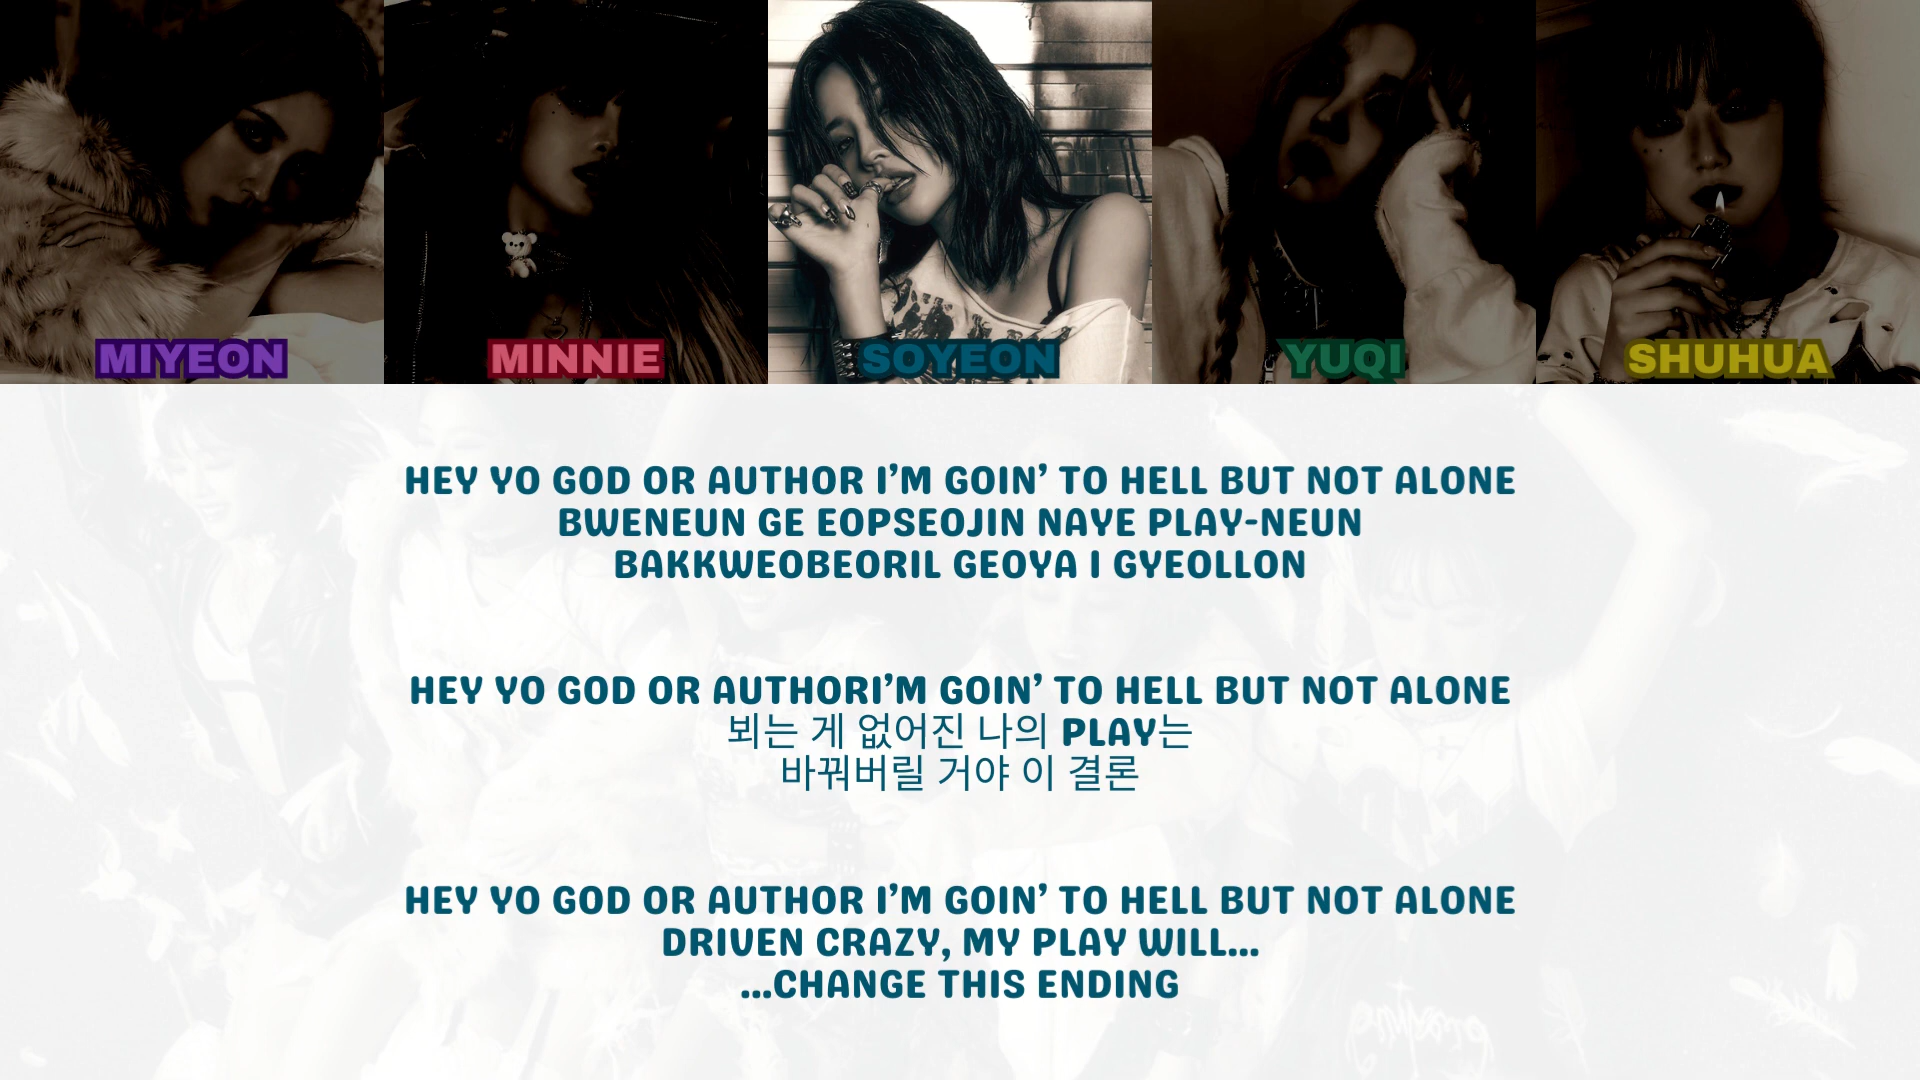 MIYEON
MINNIE
SOYEON
YUQI
SHUHUA
HEY YO GOD OR AUTHOR I'M GOIN' TO HELL BUT NOT ALONE
BWENEUN GE EOPSEOJIN NAYE PLAY-NEUN
BAKKWEOBEORIL GEOYA I GYEOLLON
HEY YO GOD OR AUTHORI'M GOIN' TO HELL BUT NOT ALONE
뵈는 게 없어진 나의 PLAY는
바꿔버릴 거야 이 결론
HEY YO GOD OR AUTHOR I'M GOIN' TO HELL BUT NOT ALONE
DRIVEN CRAZY, MY PLAY WILL...
...CHANGE THIS ENDING